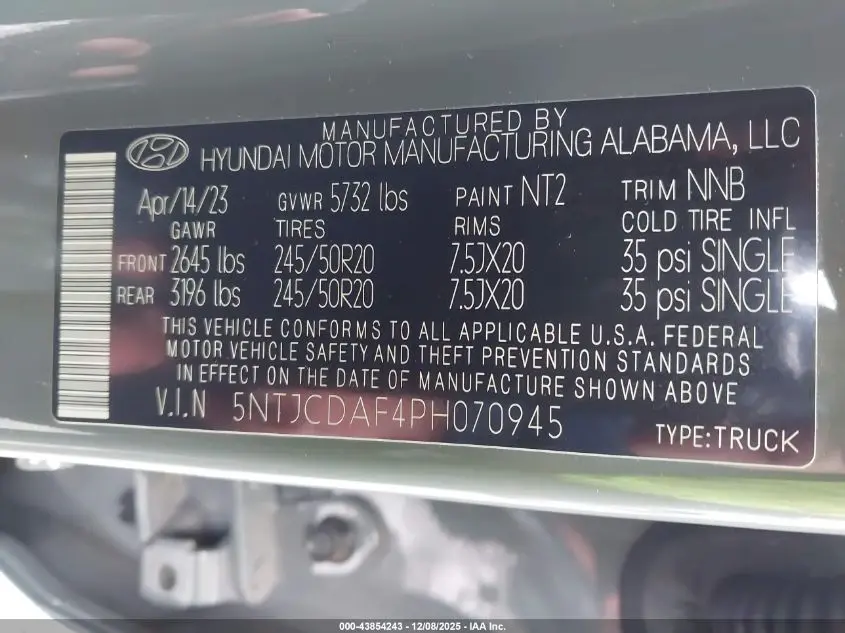 MANUFACTURED BY
HYUNDAI MOTOR MANUFACTURING ALABAMA, LLC
Apr/14/23 GVWR 5732 lbs PAINT NT2 TRIM NNB
GAWR TIRES RIMS COLD TIRE INFL
FRONT 2645 lbs 245/50R20 7.5JX20 35 psi SINGLE
REAR 3196 lbs 245/50R20 7.5JX20 35 psi SINGLE
THIS VEHICLE CONFORMS TO ALL APPLICABLE U.S.A. FEDERAL
MOTOR VEHICLE SAFETY AND THEFT PREVENTION STANDARDS
IN EFFECT ON THE DATE OF MANUFACTURE SHOWN ABOVE
V.I.N 5NTJCDAF4PH070945 TYPE:TRUCK
000-43854243 - 12/08/2025 - IAA Inc.